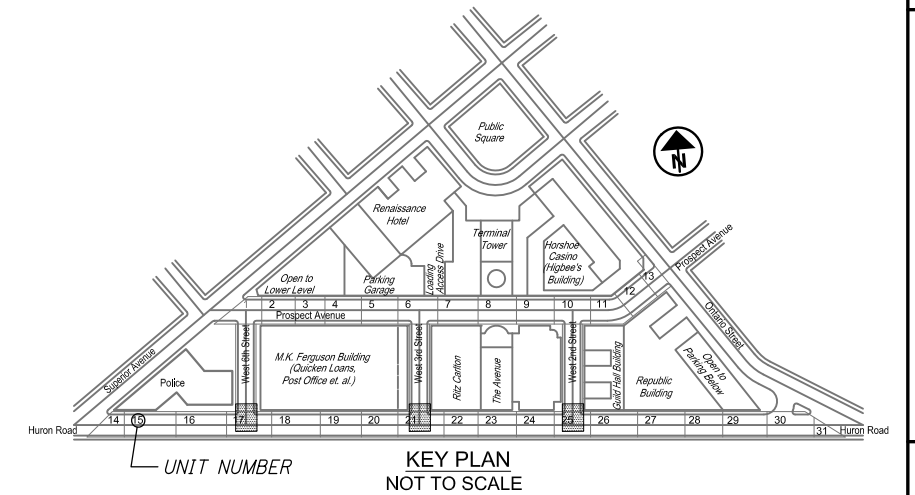 Public
Square
N
Renaissance
Hotel
Terminal
Tower
Horshoe
Casino
(Higbee's
Building)
Loading
Access Drive
Parking
Garage
Open to
Lower Level
Prospect Avenue
13
12
2 3 4 5 6 7 8 9 10 11
Prospect Avenue
Ontario Street
Superior Avenue
Police
West 6th Street
M.K. Ferguson Building
(Quicken Loans,
Post Office et. al.)
West 3rd Street
Ritz Carlton
The Avenue
West 2nd Street
Guild Hall Building
Republic
Building
Open to
Parking Below
Huron Road 14 15 16 17 18 19 20 21 22 23 24 25 26 27 28 29 30 31 Huron Road
UNIT NUMBER
KEY PLAN
NOT TO SCALE